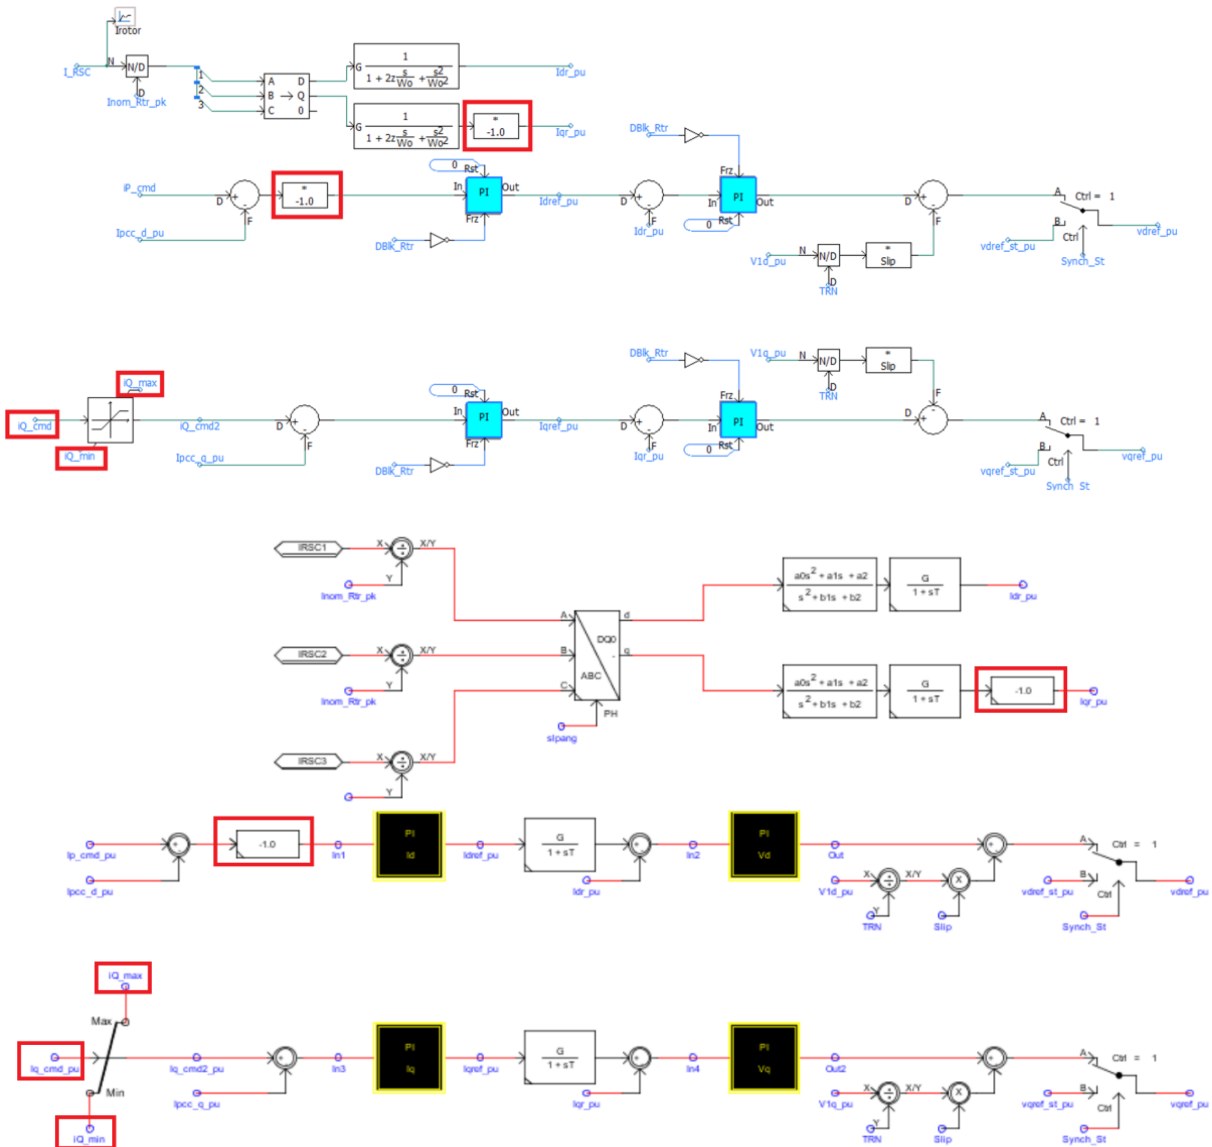 Irotor
I_RSC N N/D D Inom_Rtr_pk
1 2 3
A B C → D Q 0
G 1 / 1 + 2z s/Wo + s2/Wo2 Idr_pu
G 1 / 1 + 2z s/Wo + s2/Wo2 * -1.0 Iqr_pu
DBlk_Rtr
0 Rst
iP_cmd D + - F * -1.0 In PI Out Frz Idref_pu D + - F Idr_pu Frz In PI Out Rst 0 D + - F A Ctrl = 1
Ipcc_d_pu DBlk_Rtr
V1d_pu N N/D D TRN * Slip
B Ctrl vdref_st_pu Synch_St vdref_pu
DBlk_Rtr V1q_pu N N/D D TRN * Slip
iQ_max
0 Rst
iQ_cmd iQ_cmd2 D + - F In PI Out Frz Iqref_pu D + - F Iqr_pu Frz In PI Out Rst 0 D + - F A Ctrl = 1
iQ_min Ipcc_q_pu DBlk_Rtr
B Ctrl vqref_st_pu Synch St vqref_pu
IRSC1 X ÷ X/Y Y
Inom_Rtr_pk
IRSC2 X ÷ X/Y Y
Inom_Rtr_pk
IRSC3 X ÷ X/Y Y
A B C DQ0 ABC d q PH
slpang
a0s2 + a1s + a2 / s2 + b1s + b2 G / 1 + sT Idr_pu
a0s2 + a1s + a2 / s2 + b1s + b2 G / 1 + sT -1.0 Iqr_pu
Ip_cmd_pu + - -1.0 In1 PI Id Idref_pu G / 1 + sT + - In2 PI Vd Out + - A Ctrl = 1
Ipcc_d_pu Idr_pu V1d_pu X ÷ X/Y X B Ctrl vdref_st_pu vdref_pu
Y TRN Slip Synch_St
iQ_max
Max
Iq_cmd_pu Iq_cmd2_pu + - In3 PI Iq Iqref_pu G / 1 + sT + - In4 PI Vq Out2 + - A Ctrl = 1
Min Ipcc_q_pu Iqr_pu V1q_pu X ÷ X/Y X B Ctrl vqref_st_pu vqref_pu
iQ_min Y TRN Slip Synch_St